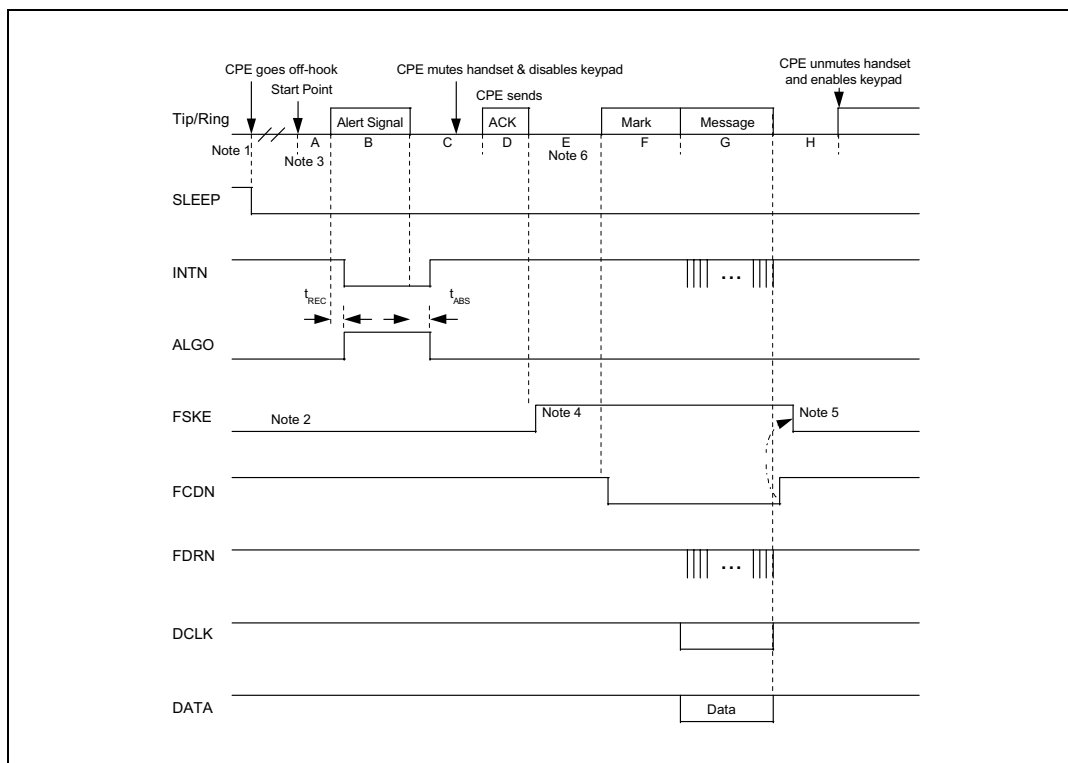 CPE goes off-hook
Start Point
CPE mutes handset & disables keypad
CPE sends
CPE unmutes handset
and enables keypad
Tip/Ring
Alert Signal
ACK
Mark
Message
Note 1
A
B
C
D
E
F
G
H
Note 3
Note 6
SLEEP
INTN
...
tREC
tABS
ALGO
FSKE
Note 2
Note 4
Note 5
FCDN
FDRN
...
DCLK
DATA
Data